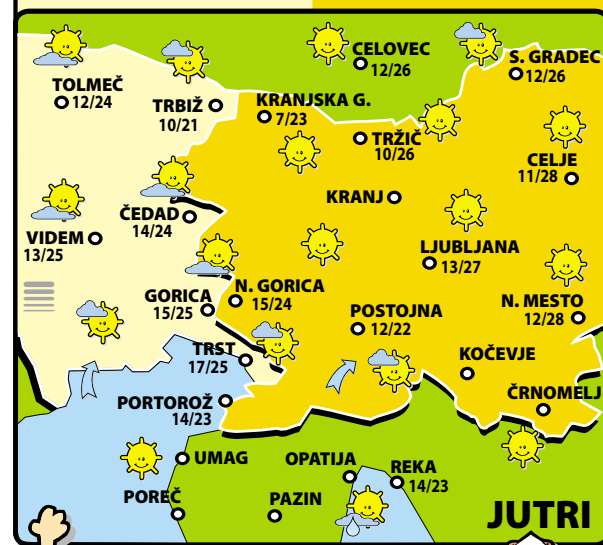 CELOVEC
12/26
S. GRADEC
12/26
TOLMEČ
12/24
TRBIŽ
10/21
KRANJSKA G.
7/23
TRŽIČ
10/26
CELJE
11/28
KRANJ
ČEDAD
14/24
VIDEM
13/25
LJUBLJANA
13/27
N. GORICA
15/24
GORICA
15/25
POSTOJNA
12/22
N. MESTO
12/28
TRST
17/25
KOČEVJE
PORTOROŽ
14/23
ČRNOMELJ
UMAG
OPATIJA
REKA
14/23
POREČ
PAZIN
JUTRI